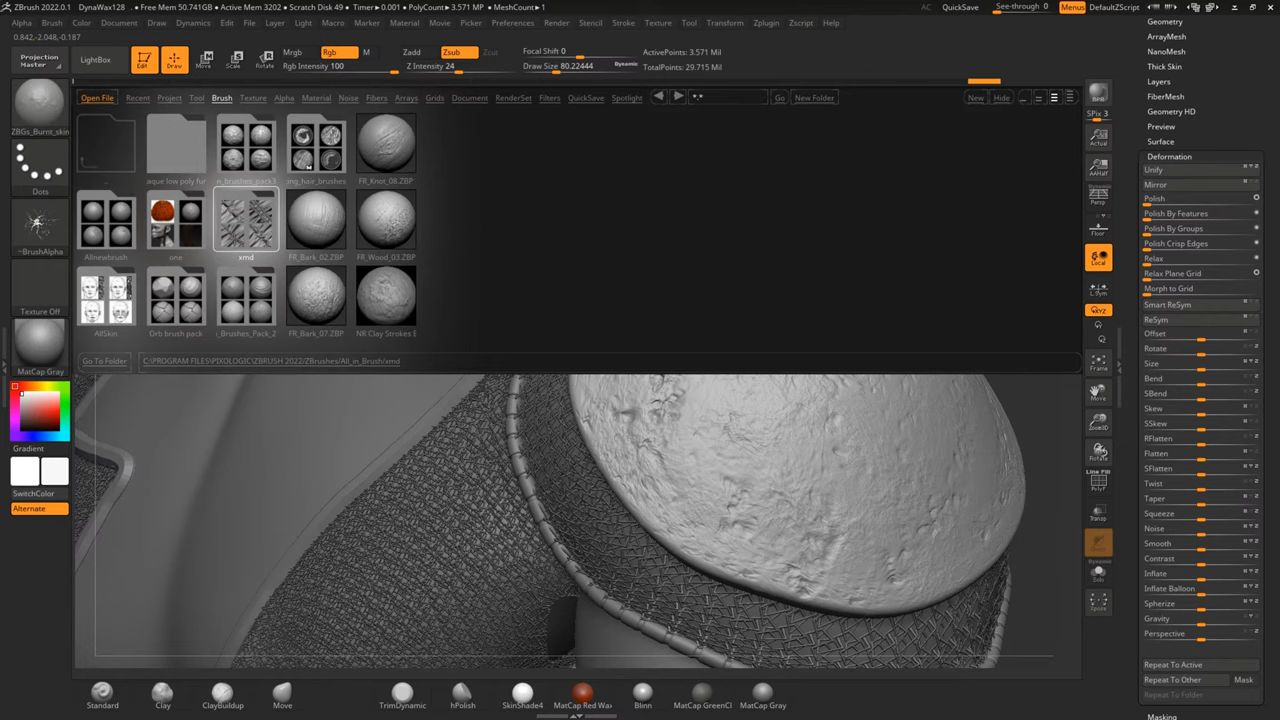 ZBrush 2022.0.1 DynaWax128 • Free Mem 50.741GB • Active Mem 3202 • Scratch Disk 49 • Timer▸0.001 • PolyCount▸3.571 MP • MeshCount▸1 AC QuickSave See-through 0 Menus DefaultZScript
Alpha Brush Color Document Draw Dynamics Edit File Layer Light Macro Marker Material Movie Picker Preferences Render Stencil Stroke Texture Tool Transform Zplugin Zscript Help
0.842,-2.048,-0.187
Projection Master
LightBox
Edit
Draw
Move
Scale
Rotate
Mrgb Rgb M
Rgb Intensity 100
Zadd Zsub Zcut
Z Intensity 24
Focal Shift 0
Draw Size 80.22444 Dynamic
ActivePoints: 3.571 Mil
TotalPoints: 29.715 Mil
Open File Recent Project Tool Brush Texture Alpha Material Noise Fibers Arrays Grids Document RenderSet Filters QuickSave Spotlight *.* Go New Folder New Hide
ZBGs_Burnt_skin
Dots
~BrushAlpha
Texture Off
MatCap Gray
Gradient
SwitchColor
Alternate
.. aque low poly fur n_brushes_pack3 ing_hair_brushes FR_Knot_08.ZBP
Allnewbrush one xmd FR_Bark_02.ZBP FR_Wood_03.ZBP
AllSkin Orb brush pack _Brushes_Pack_2 FR_Bark_07.ZBP NR Clay Strokes B
Go To Folder C:\PROGRAM FILES\PIXOLOGIC\ZBRUSH 2022/ZBrushes/All_in_Brush/xmd
BPR
SPix 3
Actual
AAHalf
Dynamic
Persp
Floor
Local
L.Sym
XYZ
Frame
Move
Zoom3D
Rotate
Line Fill
PolyF
Transp
Dynamic
Solo
Xpose
Geometry
ArrayMesh
NanoMesh
Thick Skin
Layers
FiberMesh
Geometry HD
Preview
Surface
Deformation
Unify
Mirror
Polish
Polish By Features
Polish By Groups
Polish Crisp Edges
Relax
Relax Plane Grid
Morph to Grid
Smart ReSym
ReSym
Offset
Rotate
Size
Bend
SBend
Skew
SSkew
RFlatten
Flatten
SFlatten
Twist
Taper
Squeeze
Noise
Smooth
Contrast
Inflate
Inflate Balloon
Spherize
Gravity
Perspective
Repeat To Active
Repeat To Other Mask
Repeat To Folder
Masking
Standard Clay ClayBuildup Move TrimDynamic hPolish SkinShade4 MatCap Red Wax Blinn MatCap GreenCl MatCap Gray